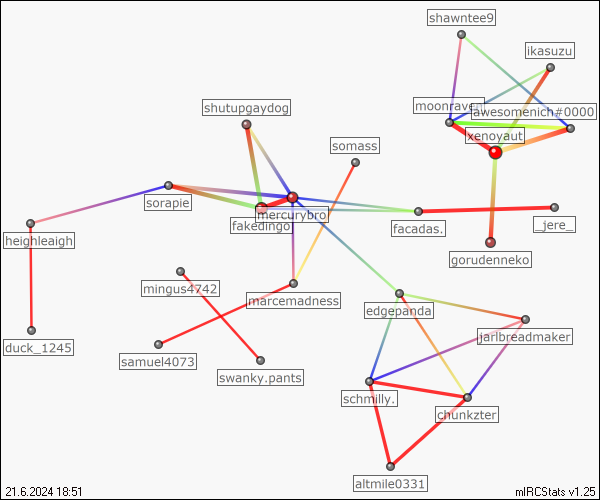 shawntee9
ikasuzu
shutupgaydog
moonraven
awesomenich#0000
xenoyaut
somass
sorapie
mercurybro
fakedingo
facadas.
_jere_
heighleaigh
gorudenneko
mingus4742
marcemadness
edgepanda
jarlbreadmaker
duck_1245
samuel4073
swanky.pants
schmilly.
chunkzter
altmile0331
21.6.2024 18:51
mIRCStats v1.25